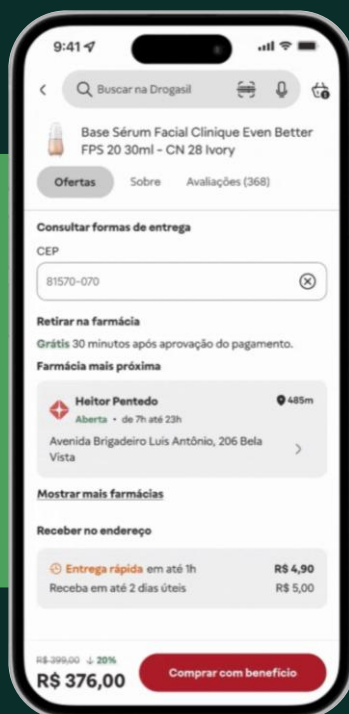 9:41
Buscar na Drogasil
1
Base Sérum Facial Clinique Even Better
FPS 20 30ml - CN 28 Ivory
Ofertas Sobre Avaliações (368)
Consultar formas de entrega
CEP
81570-070
Retirar na farmácia
Grátis 30 minutos após aprovação do pagamento.
Farmácia mais próxima
Heitor Penteado 485m
Aberta • de 7h até 23h
Avenida Brigadeiro Luis Antônio, 206 Bela
Vista
Mostrar mais farmácias
Receber no endereço
Entrega rápida em até 1h R$ 4,90
Receba em até 2 dias úteis R$ 5,00
R$ 399,00 ↓ 20%
R$ 376,00 Comprar com benefício